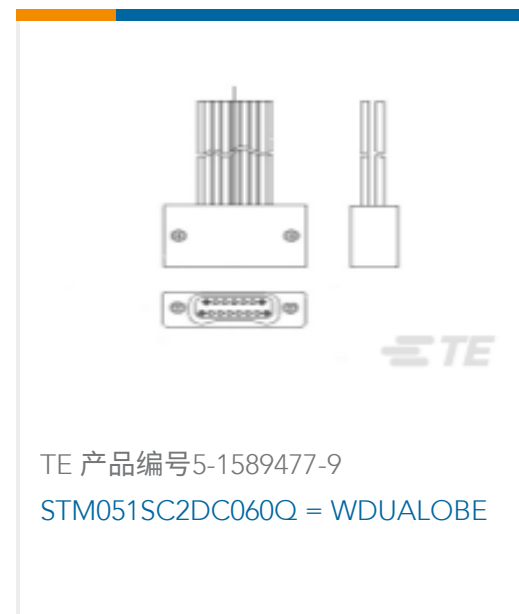 TE
TE 产品编号5-1589477-9
STM051SC2DC060Q = WDUALOBE